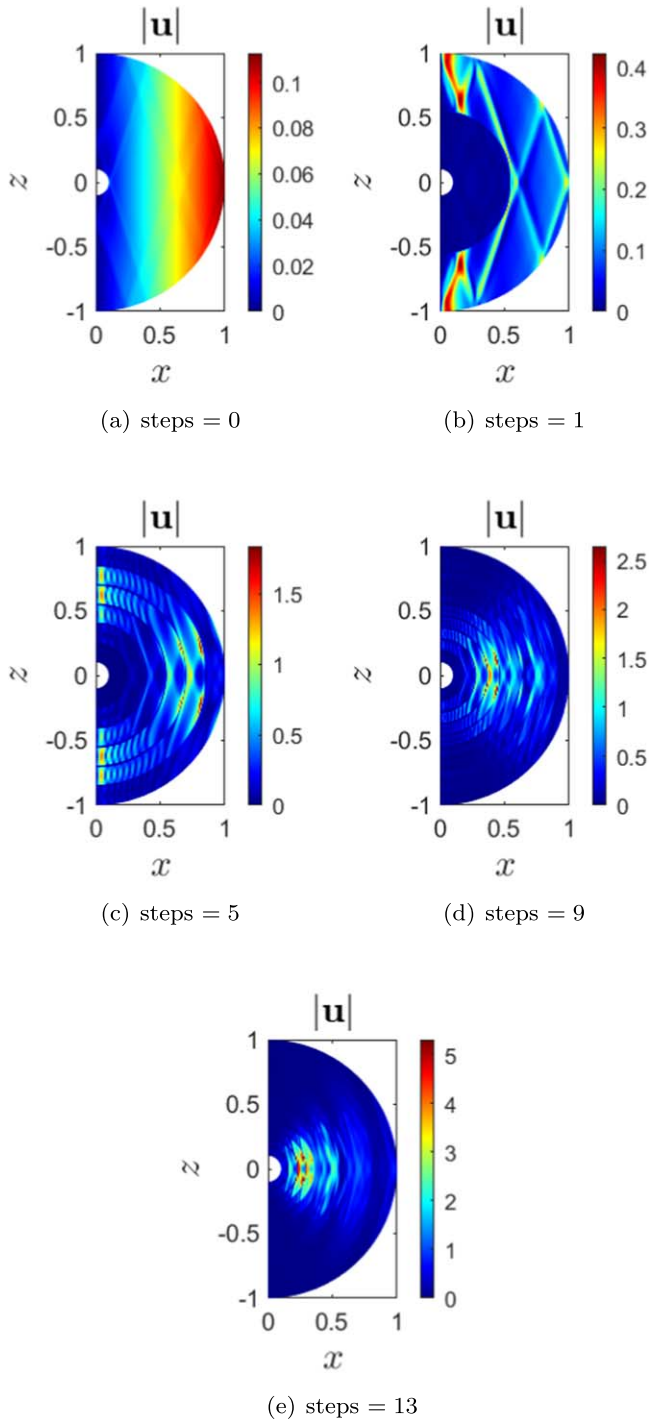 |u| |u|
1 1
0.1 0.4
0.5 0.08 0.5 0.3
z 0 0.06 z 0 0.2
0.04
-0.5 0.02 -0.5 0.1
-1 0 -1 0
0 0.5 1 0 0.5 1
x x
(a) steps = 0 (b) steps = 1
|u| |u|
1 1 2.5
0.5 1.5 0.5 2
z 0 1 z 0 1.5
1
-0.5 0.5 -0.5 0.5
-1 0 -1 0
0 0.5 1 0 0.5 1
x x
(c) steps = 5 (d) steps = 9
|u|
1 5
0.5 4
z 0 3
2
-0.5 1
-1 0
0 0.5 1
x
(e) steps = 13